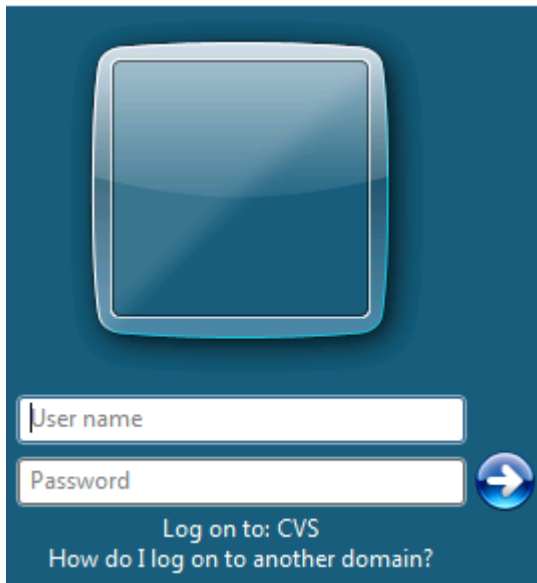 User name
Password
Log on to: CVS
How do I log on to another domain?